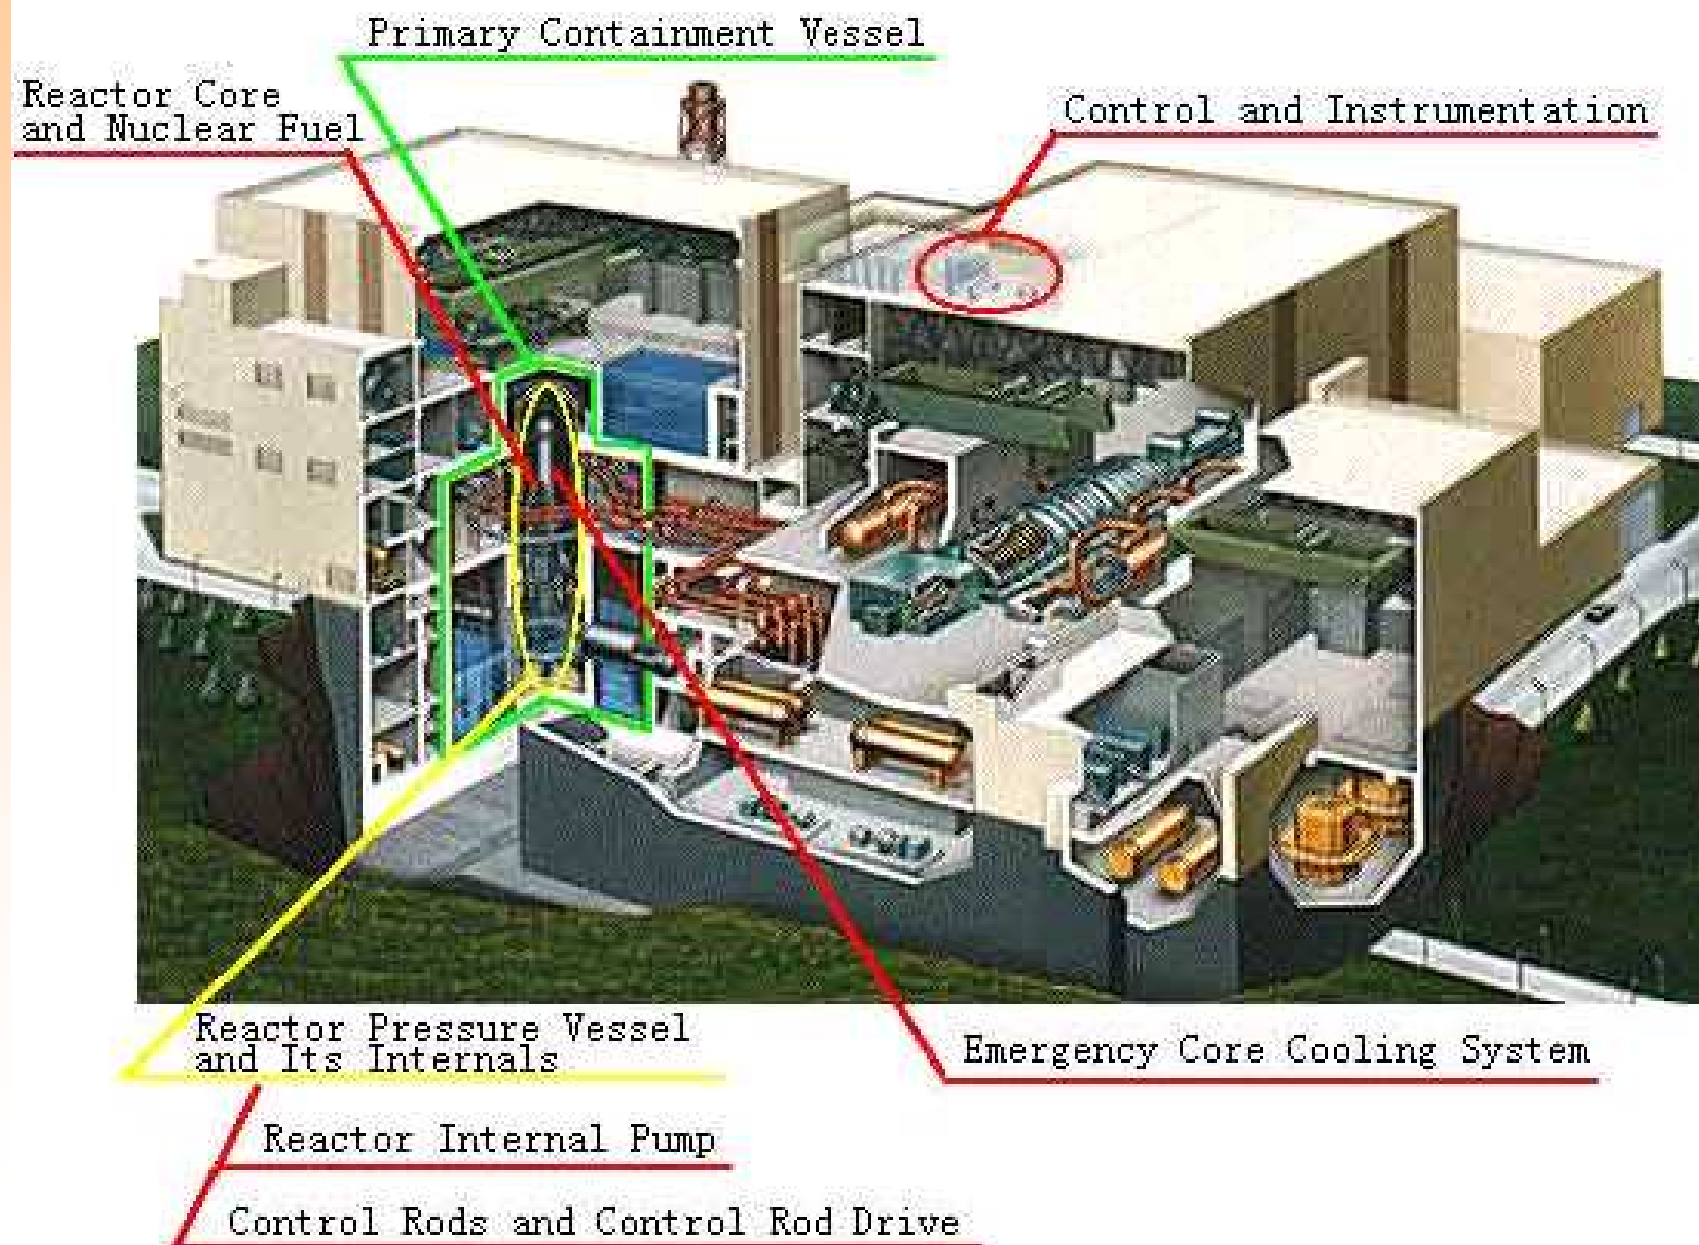 Primary Containment Vessel
Reactor Core
and Nuclear Fuel
Control and Instrumentation
Reactor Pressure Vessel
and Its Internals
Emergency Core Cooling System
Reactor Internal Pump
Control Rods and Control Rod Drive